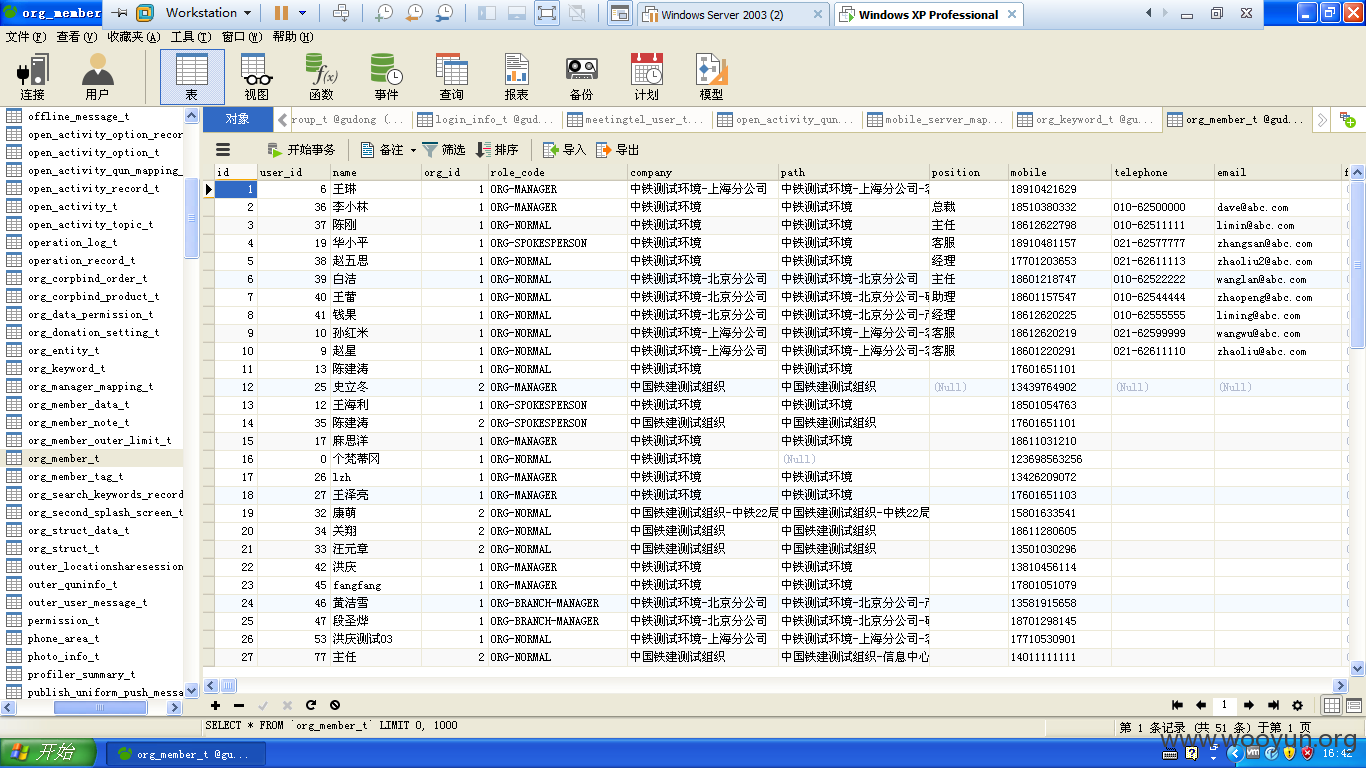 org_member
Workstation
Windows Server 2003 (2)
Windows XP Professional
文件(F) 查看(V) 收藏夹(A) 工具(T) 窗口(W) 帮助(H)
连接 用户 表 视图 函数 事件 查询 报表 备份 计划 模型
offline_message_t
open_activity_option_recor
open_activity_option_t
open_activity_qun_mapping_
open_activity_record_t
open_activity_t
open_activity_topic_t
operation_log_t
operation_record_t
org_corpbind_order_t
org_corpbind_product_t
org_data_permission_t
org_donation_setting_t
org_entity_t
org_keyword_t
org_manager_mapping_t
org_member_data_t
org_member_note_t
org_member_outer_limit_t
org_member_t
org_member_tag_t
org_search_keywords_record
org_second_splash_screen_t
org_struct_data_t
org_struct_t
outer_locationsharesession
outer_quninfo_t
outer_user_message_t
permission_t
phone_area_t
photo_info_t
profiler_summary_t
publish_uniform_push_messa
对象 roup_t @gudong (... login_info_t @gud... meetingtel_user_t... open_activity_qun... mobile_server_map... org_keyword_t @gu... org_member_t @gud...
开始事务 备注 筛选 排序 导入 导出
id user_id name org_id role_code company path position mobile telephone email f
1 6 王琳 1 ORG-MANAGER 中铁测试环境-上海分公司 中铁测试环境-上海分公司-客 18910421629
2 36 李小林 1 ORG-MANAGER 中铁测试环境 中铁测试环境 总裁 18510380332 010-62500000 dave@abc.com
3 37 陈刚 1 ORG-NORMAL 中铁测试环境 中铁测试环境 主任 18612622798 010-62511111 limin@abc.com
4 19 华小平 1 ORG-SPOKESPERSON 中铁测试环境 中铁测试环境 客服 18910481157 021-62577777 zhangsan@abc.com
5 38 赵五思 1 ORG-NORMAL 中铁测试环境 中铁测试环境 经理 17701203653 021-62611113 zhaoliu2@abc.com
6 39 白洁 1 ORG-NORMAL 中铁测试环境-北京分公司 中铁测试环境-北京分公司 主任 18601218747 010-62522222 wanglan@abc.com
7 40 王蕾 1 ORG-NORMAL 中铁测试环境-北京分公司 中铁测试环境-北京分公司-研 助理 18601157547 010-62544444 zhaopeng@abc.com
8 41 钱果 1 ORG-NORMAL 中铁测试环境-北京分公司 中铁测试环境-北京分公司-产 经理 18612620225 010-62555555 liming@abc.com
9 10 孙红米 1 ORG-NORMAL 中铁测试环境-上海分公司 中铁测试环境-上海分公司-客 客服 18612620219 021-62599999 wangwu@abc.com
10 9 赵星 1 ORG-NORMAL 中铁测试环境-上海分公司 中铁测试环境-上海分公司-客 客服 18601220291 021-62611110 zhaoliu@abc.com
11 13 陈建涛 1 ORG-NORMAL 中铁测试环境 中铁测试环境 17601651101
12 25 史立冬 2 ORG-MANAGER 中国铁建测试组织 中国铁建测试组织 (Null) 13439764902 (Null) (Null)
13 12 王海利 1 ORG-SPOKESPERSON 中铁测试环境 中铁测试环境 18501054763
14 35 陈建涛 2 ORG-SPOKESPERSON 中国铁建测试组织 中国铁建测试组织 17601651101
15 17 麻思洋 1 ORG-MANAGER 中铁测试环境 中铁测试环境 18611031210
16 0 个梵蒂冈 1 ORG-NORMAL 中铁测试环境 (Null) 123698563256
17 26 lzh 1 ORG-MANAGER 中铁测试环境 中铁测试环境 13426209072
18 27 王泽亮 1 ORG-MANAGER 中铁测试环境 中铁测试环境 17601651103
19 32 康萌 2 ORG-NORMAL 中国铁建测试组织-中铁22局 中国铁建测试组织-中铁22局 15801633541
20 34 关翔 2 ORG-NORMAL 中国铁建测试组织 中国铁建测试组织 18611280605
21 33 汪元章 2 ORG-NORMAL 中国铁建测试组织 中国铁建测试组织 13501030296
22 42 洪庆 1 ORG-MANAGER 中铁测试环境 中铁测试环境 13810456114
23 45 fangfang 1 ORG-MANAGER 中铁测试环境 中铁测试环境 17801051079
24 46 黄洁雪 1 ORG-BRANCH-MANAGER 中铁测试环境-北京分公司 中铁测试环境-北京分公司-产 13581915658
25 47 段圣烨 1 ORG-BRANCH-MANAGER 中铁测试环境-北京分公司 中铁测试环境-北京分公司-研 18701298145
26 53 洪庆测试03 1 ORG-NORMAL 中铁测试环境-上海分公司 中铁测试环境-上海分公司-客 17710530901
27 77 主任 2 ORG-NORMAL 中国铁建测试组织 中国铁建测试组织-信息中心 14011111111
1
SELECT * FROM `org_member_t` LIMIT 0, 1000
第 1 条记录 (共 51 条) 于第 1 页
www.wooyun.org
开始
org_member_t @gu...
16:42